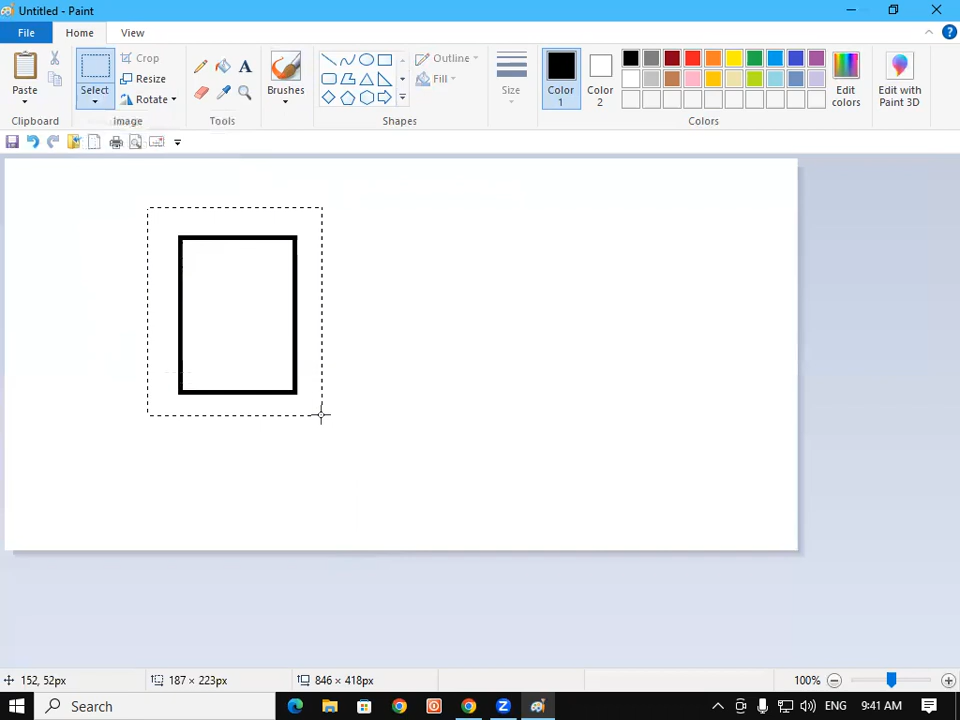 Untitled - Paint
File Home View
Paste
Select
Crop
Resize
Rotate
A
Brushes
Outline
Fill
Size
Color 1
Color 2
Edit colors
Edit with Paint 3D
Clipboard Image Tools Shapes Colors
152, 52px 187 × 223px 846 × 418px 100%
Search ENG 9:41 AM